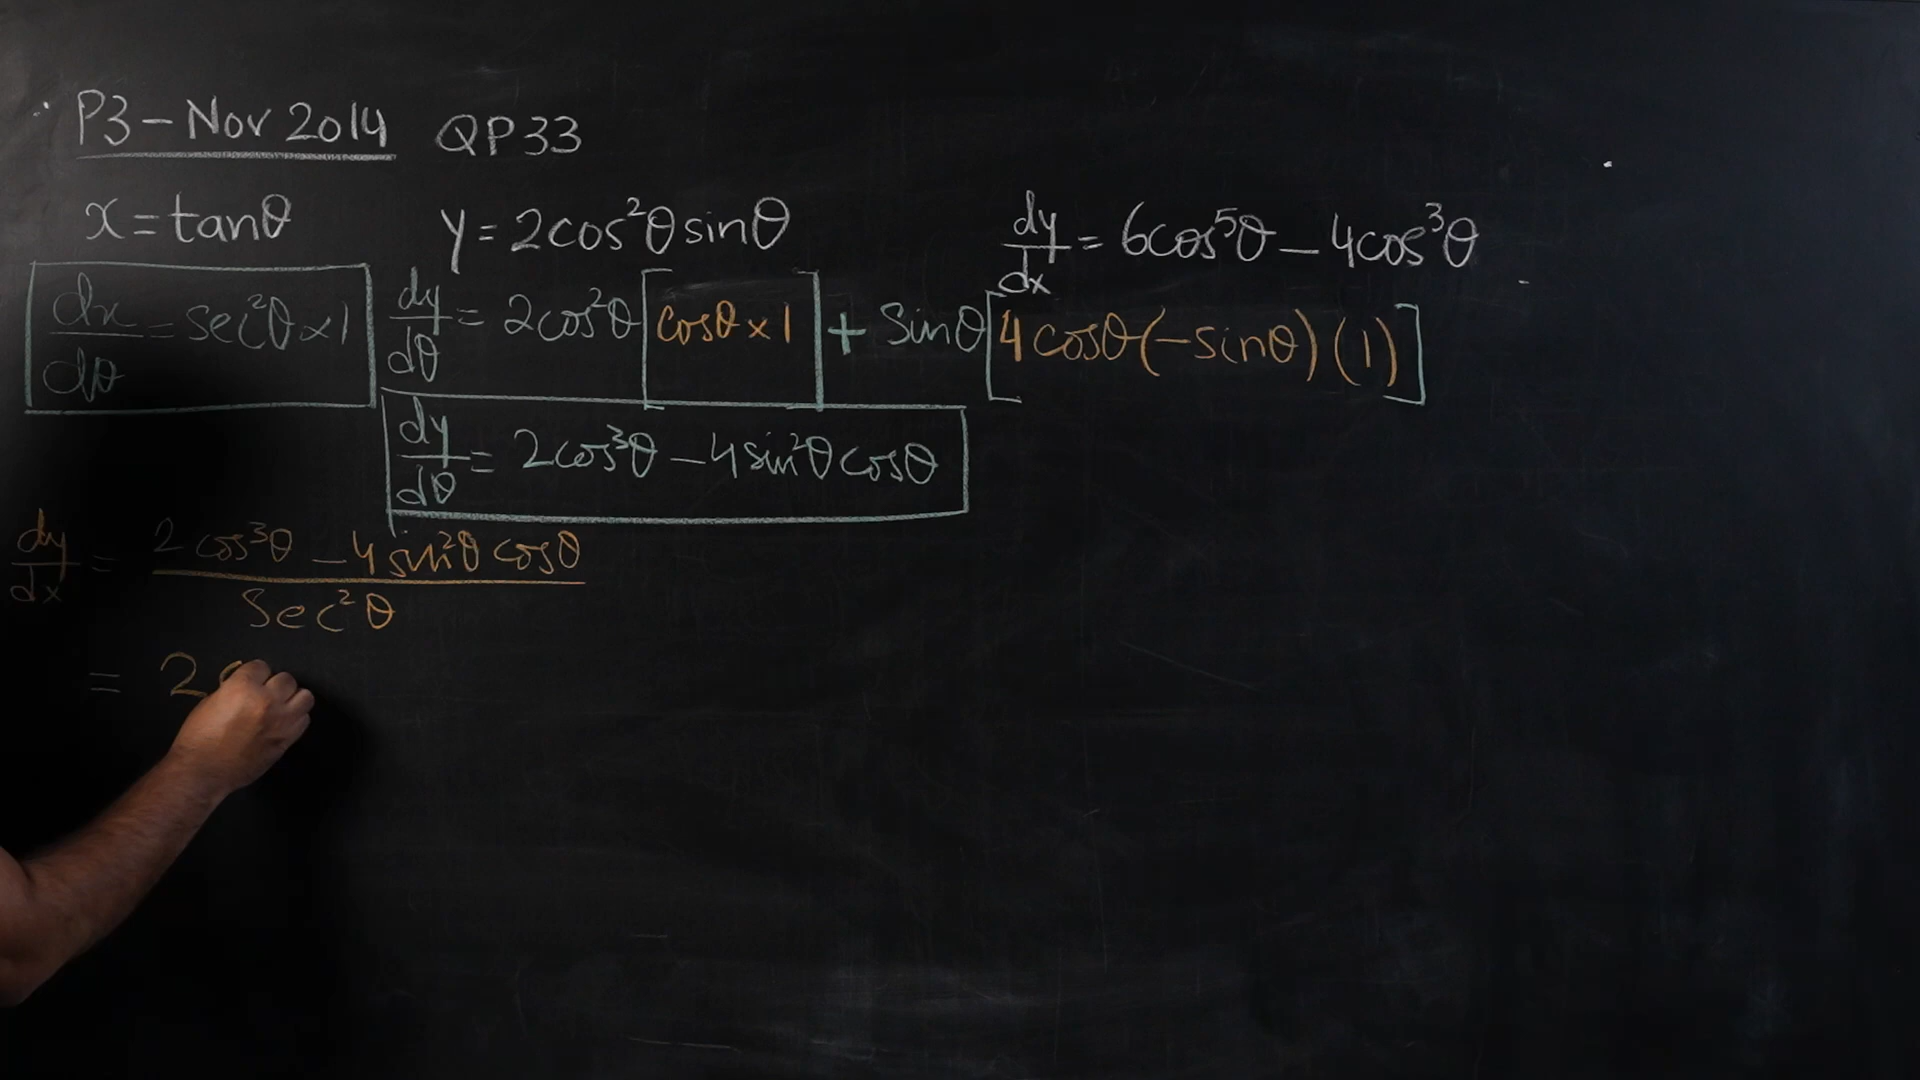 P3 – Nov 2014 QP33
x = tanθ y = 2cos²θ sinθ dy/dx = 6cos⁵θ – 4cos³θ
dx/dθ = sec²θ × 1 dy/dθ = 2cos²θ [cosθ × 1] + sinθ [4cosθ(–sinθ)(1)]
dy/dθ = 2cos³θ – 4sin²θ cosθ
dy/dx = (2cos³θ – 4sin²θ cosθ)/Sec²θ
= 2